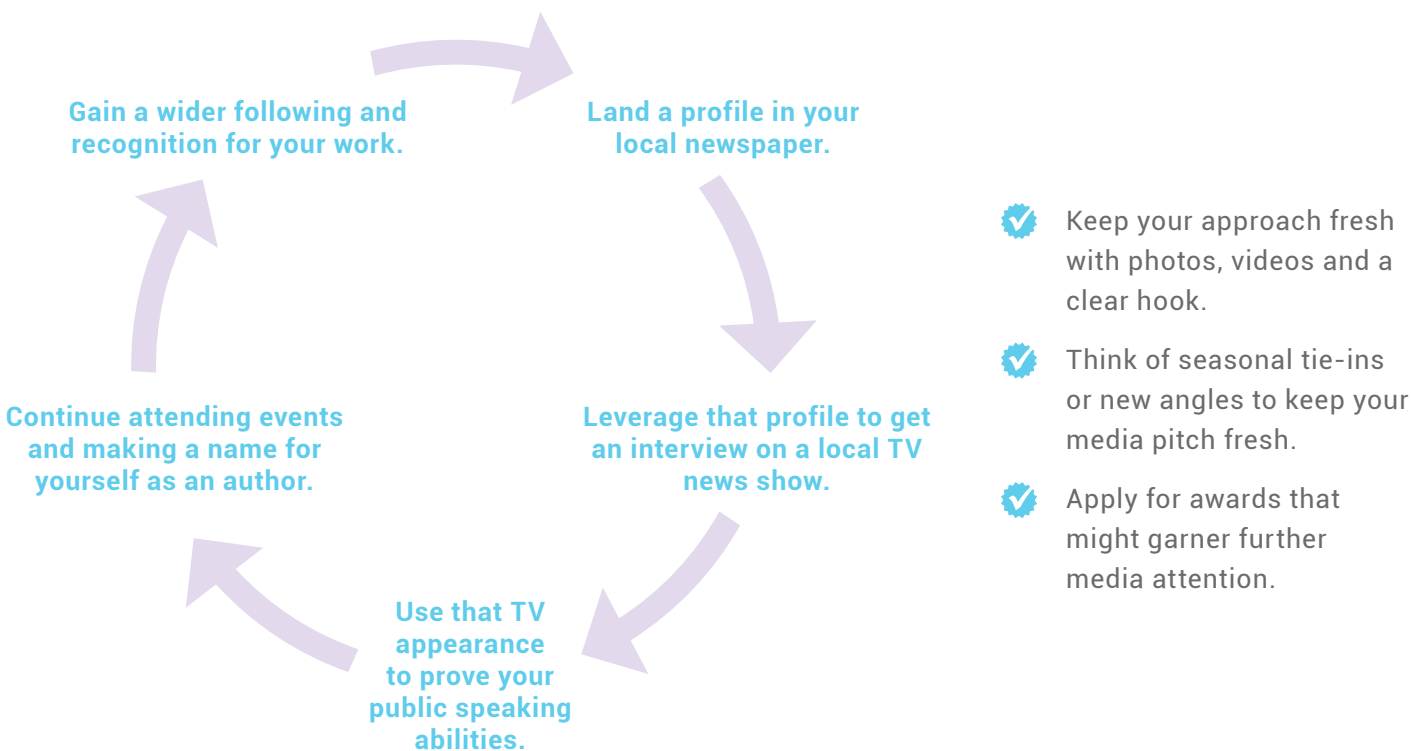 Gain a wider following and
recognition for your work.
Land a profile in your
local newspaper.
Leverage that profile to get
an interview on a local TV
news show.
Use that TV
appearance
to prove your
public speaking
abilities.
Continue attending events
and making a name for
yourself as an author.
Keep your approach fresh
with photos, videos and a
clear hook.
Think of seasonal tie-ins
or new angles to keep your
media pitch fresh.
Apply for awards that
might garner further
media attention.